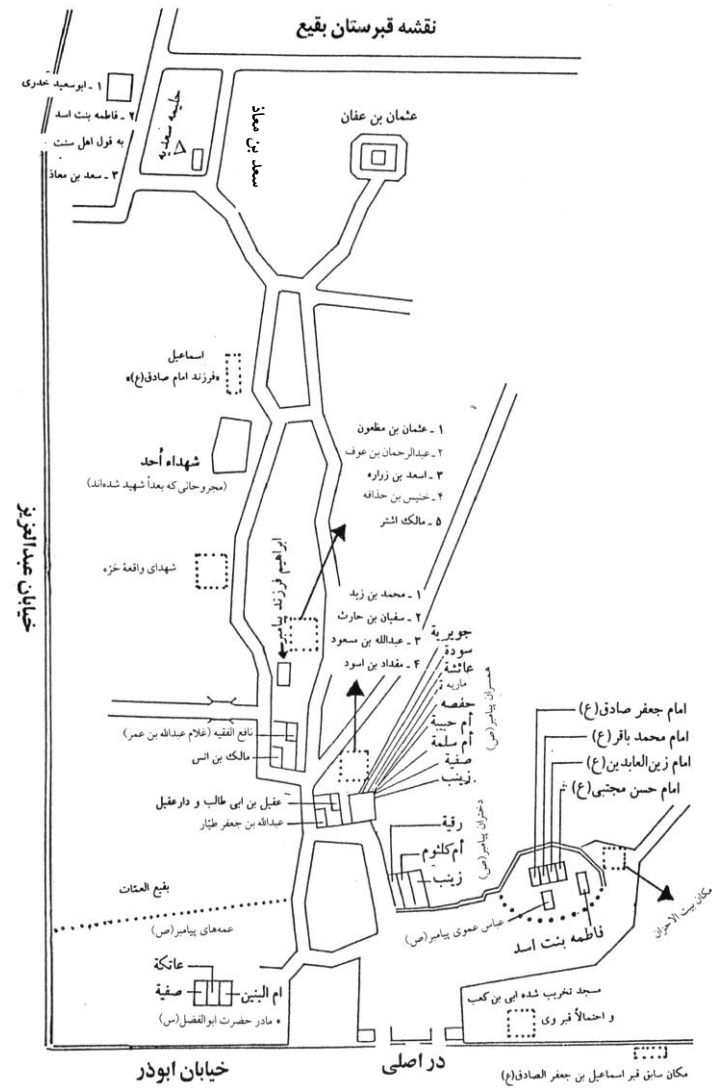 نقشه قبرستان بقیع
۱ ـ ابوسعید خدری
۲ ـ فاطمه بنت اسد
به قول اهل سنت
۳ ـ سعد بن معاذ
حلیمه سعدیه
سعد بن معاذ
عثمان بن عفان
اسماعیل
«فرزند امام صادق(ع)»
شهداء اُحد
(مجروحانی که بعداً شهید شده‌اند)
شهدای واقعهٔ حرّه
خیابان عبدالعزیز
ابراهیم فرزند پیامبر
۱ ـ عثمان بن مظعون
۲ ـ عبدالرحمان بن عوف
۳ ـ اسعد بن زراره
۴ ـ خنیس بن حذافه
۵ ـ مالک اشتر
۱ ـ محمد بن زید
۲ ـ سفیان بن حارث
۳ ـ عبدالله بن مسعود
۴ ـ مقداد بن اسود
جویریة
سودة
عائشة
ماریه
حفصه
أم حبیبة
أم سلمة
صفیة
زینب
همسران پیامبر(ص)
نافع الفقیه (غلام عبدالله بن عمر)
مالک بن انس
عقیل بن ابی طالب و دارعقیل
عبدالله بن جعفر طیّار
دختران پیامبر(ص)
رقیة
أم کلثوم
زینب
امام جعفر صادق(ع)
امام محمد باقر(ع)
امام زین‌العابدین(ع)
امام حسن مجتبی(ع)
مکان بیت الاحزان
عباس عموی پیامبر(ص)
فاطمه بنت اسد
بقیع العمّات
عمه‌های پیامبر(ص)
عاتکة
صفیة
ام البنین
* مادر حضرت ابوالفضل(س)
مسجد تخریب شده ابی بن کعب
و احتمالاً قبر وی
در اصلی
خیابان ابوذر
مکان سابق قبر اسماعیل بن جعفر الصادق(ع)